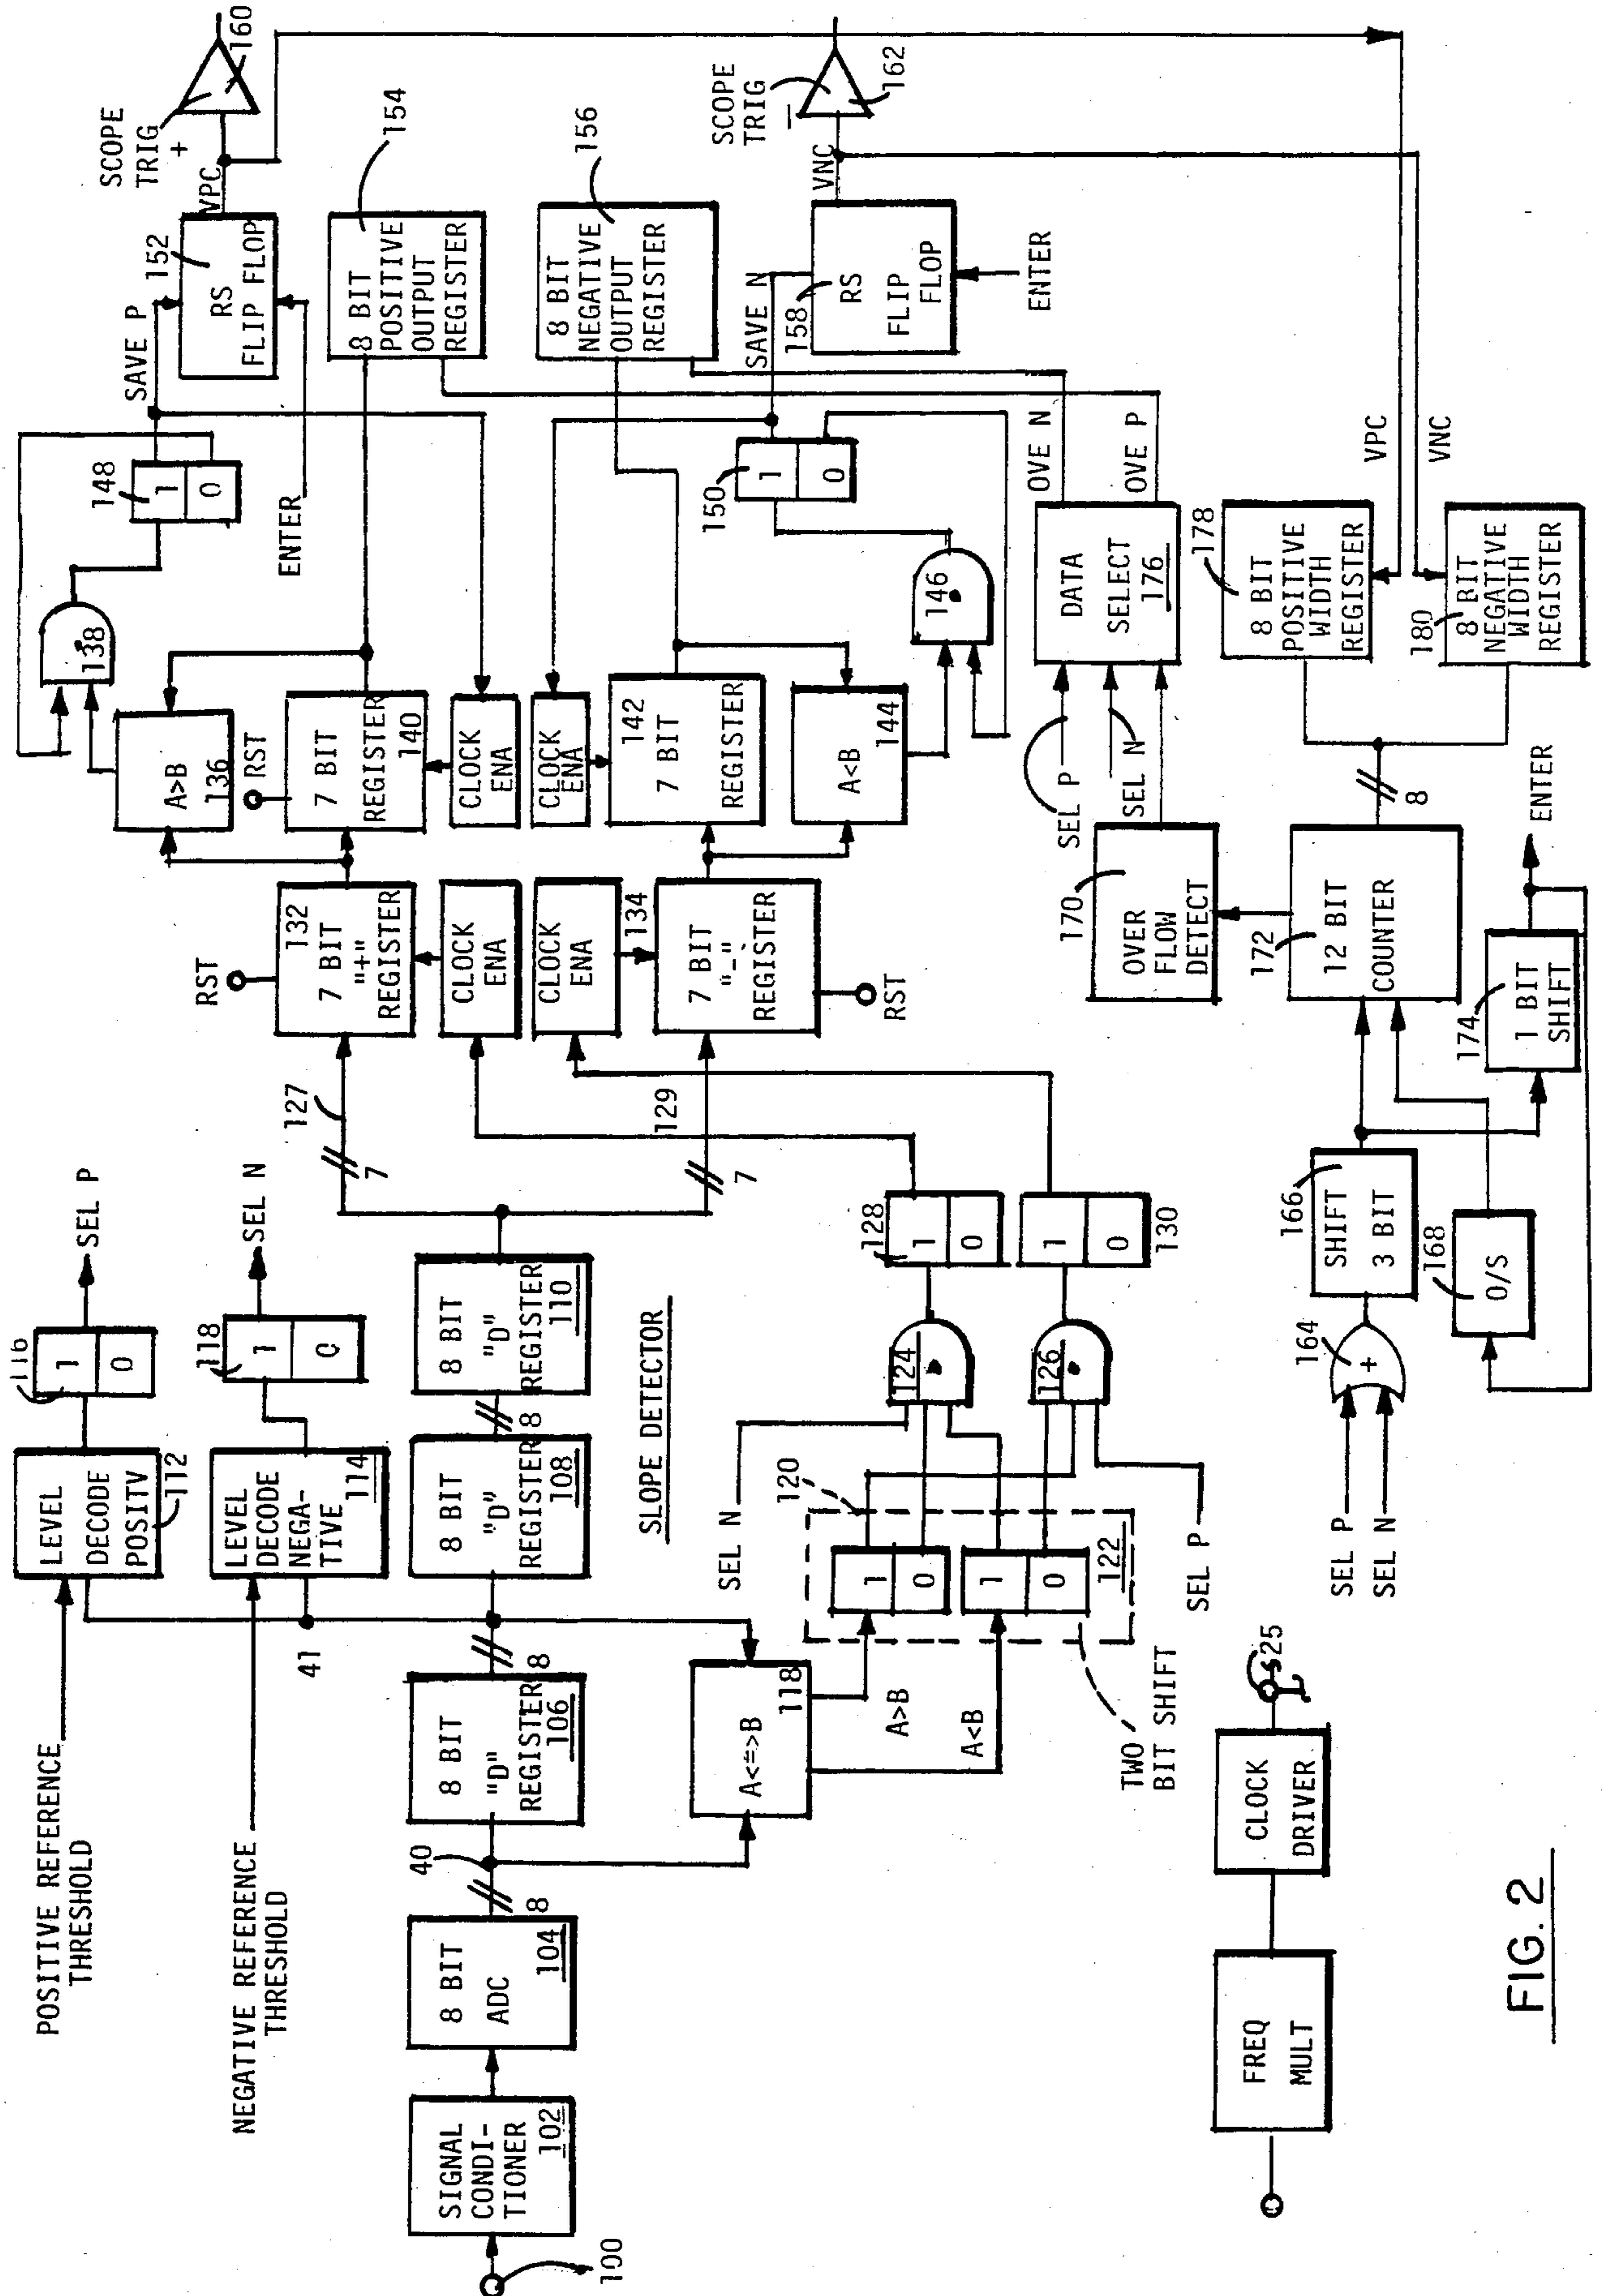 POSITIVE REFERENCE
THRESHOLD
NEGATIVE REFERENCE
THRESHOLD
LEVEL
DECODE
POSITV
112
116
1
0
SEL P
LEVEL
DECODE
NEGA-
TIVE
114
118
1
0
SEL N
41
100
SIGNAL
CONDI-
TIONER
102
8 BIT
ADC
104
8
40
8 BIT
"D"
REGISTER
106
8
8 BIT
"D"
REGISTER
108
8
8 BIT
"D"
REGISTER
110
SLOPE DETECTOR
127
7
129
7
A<=>B
118
A>B
A<B
TWO
BIT SHIFT
120
1
0
1
0
122
SEL N
SEL P
124
126
128
1
0
1
0
130
RST
132
7 BIT
"+"
REGISTER
CLOCK
ENA
CLOCK
ENA
134
7 BIT
"-"
REGISTER
RST
A>B
136
RST
7 BIT
REGISTER
140
CLOCK
ENA
CLOCK
ENA
142
7 BIT
REGISTER
A<B
144
138
148
1
0
ENTER
SAVE P
146
150
1
0
SAVE N
152
RS
FLIP FLOP
VPC
SCOPE
TRIG
+
160
8 BIT
POSITIVE
OUTPUT
REGISTER
154
8 BIT
NEGATIVE
OUTPUT
REGISTER
156
158
RS
FLIP
FLOP
ENTER
VNC
SCOPE
TRIG
-
162
SEL P
SEL N
164
+
166
SHIFT
3 BIT
168
O/S
170
OVER
FLOW
DETECT
172
12 BIT
COUNTER
174
1 BIT
SHIFT
ENTER
8
SEL P
SEL N
DATA
SELECT
176
OVE N
OVE P
178
8 BIT
POSITIVE
WIDTH
REGISTER
180
8 BIT
NEGATIVE
WIDTH
REGISTER
VPC
VNC
FREQ
MULT
CLOCK
DRIVER
25
FIG. 2